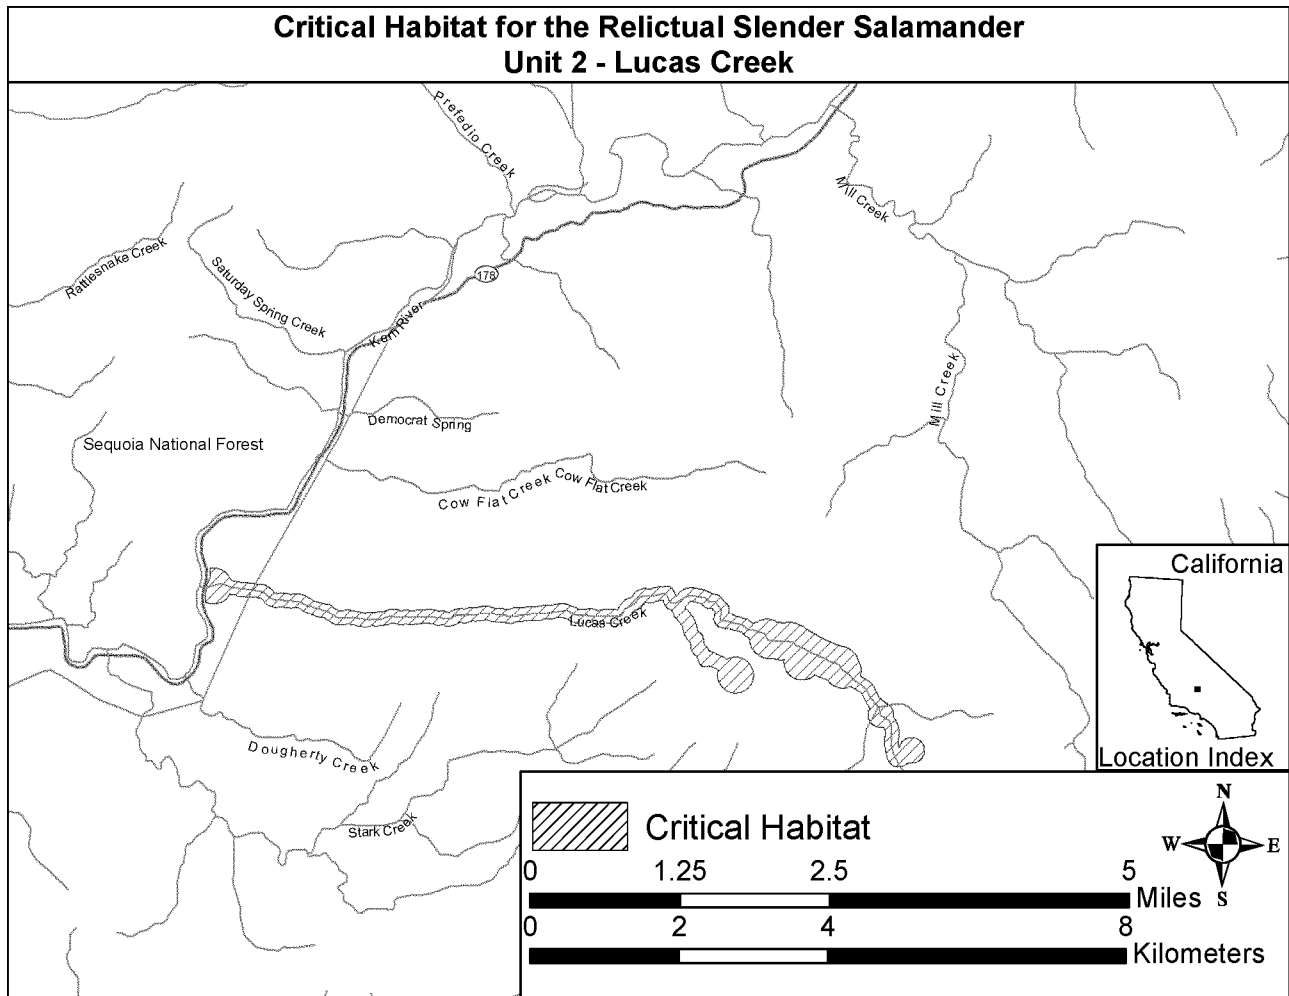 Critical Habitat for the Relictual Slender Salamander
Unit 2 - Lucas Creek
Prefedio Creek
Mill Creek
Rattlesnake Creek
Saturday Spring Creek
178
Kern River
Mill Creek
Democrat Spring
Sequoia National Forest
Cow Flat Creek
Cow Flat Creek
Lucas Creek
Dougherty Creek
Stark Creek
California
Location Index
Critical Habitat
N
W E
S
0 1.25 2.5 5
Miles
0 2 4 8
Kilometers